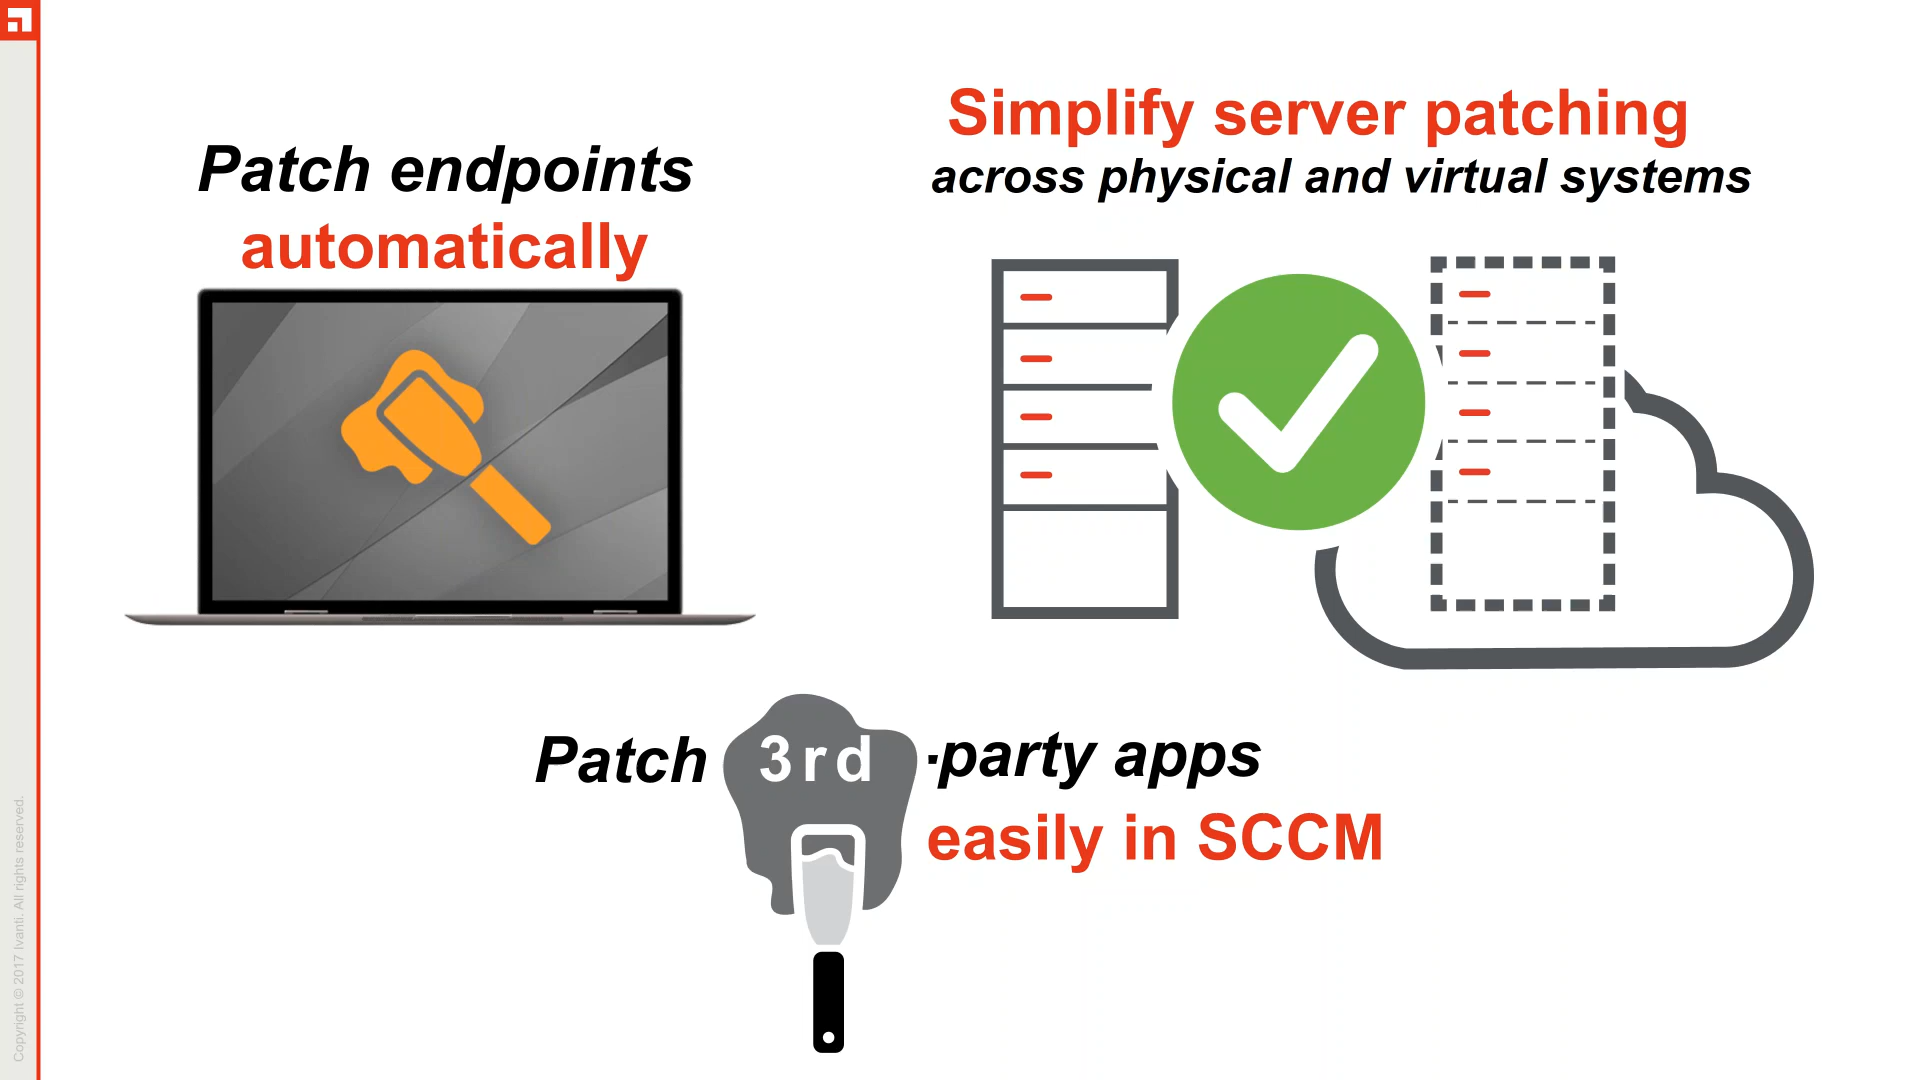 Patch endpoints
automatically
Simplify server patching
across physical and virtual systems
Patch 3rd-party apps
easily in SCCM
Copyright © 2017 Ivanti. All rights reserved.